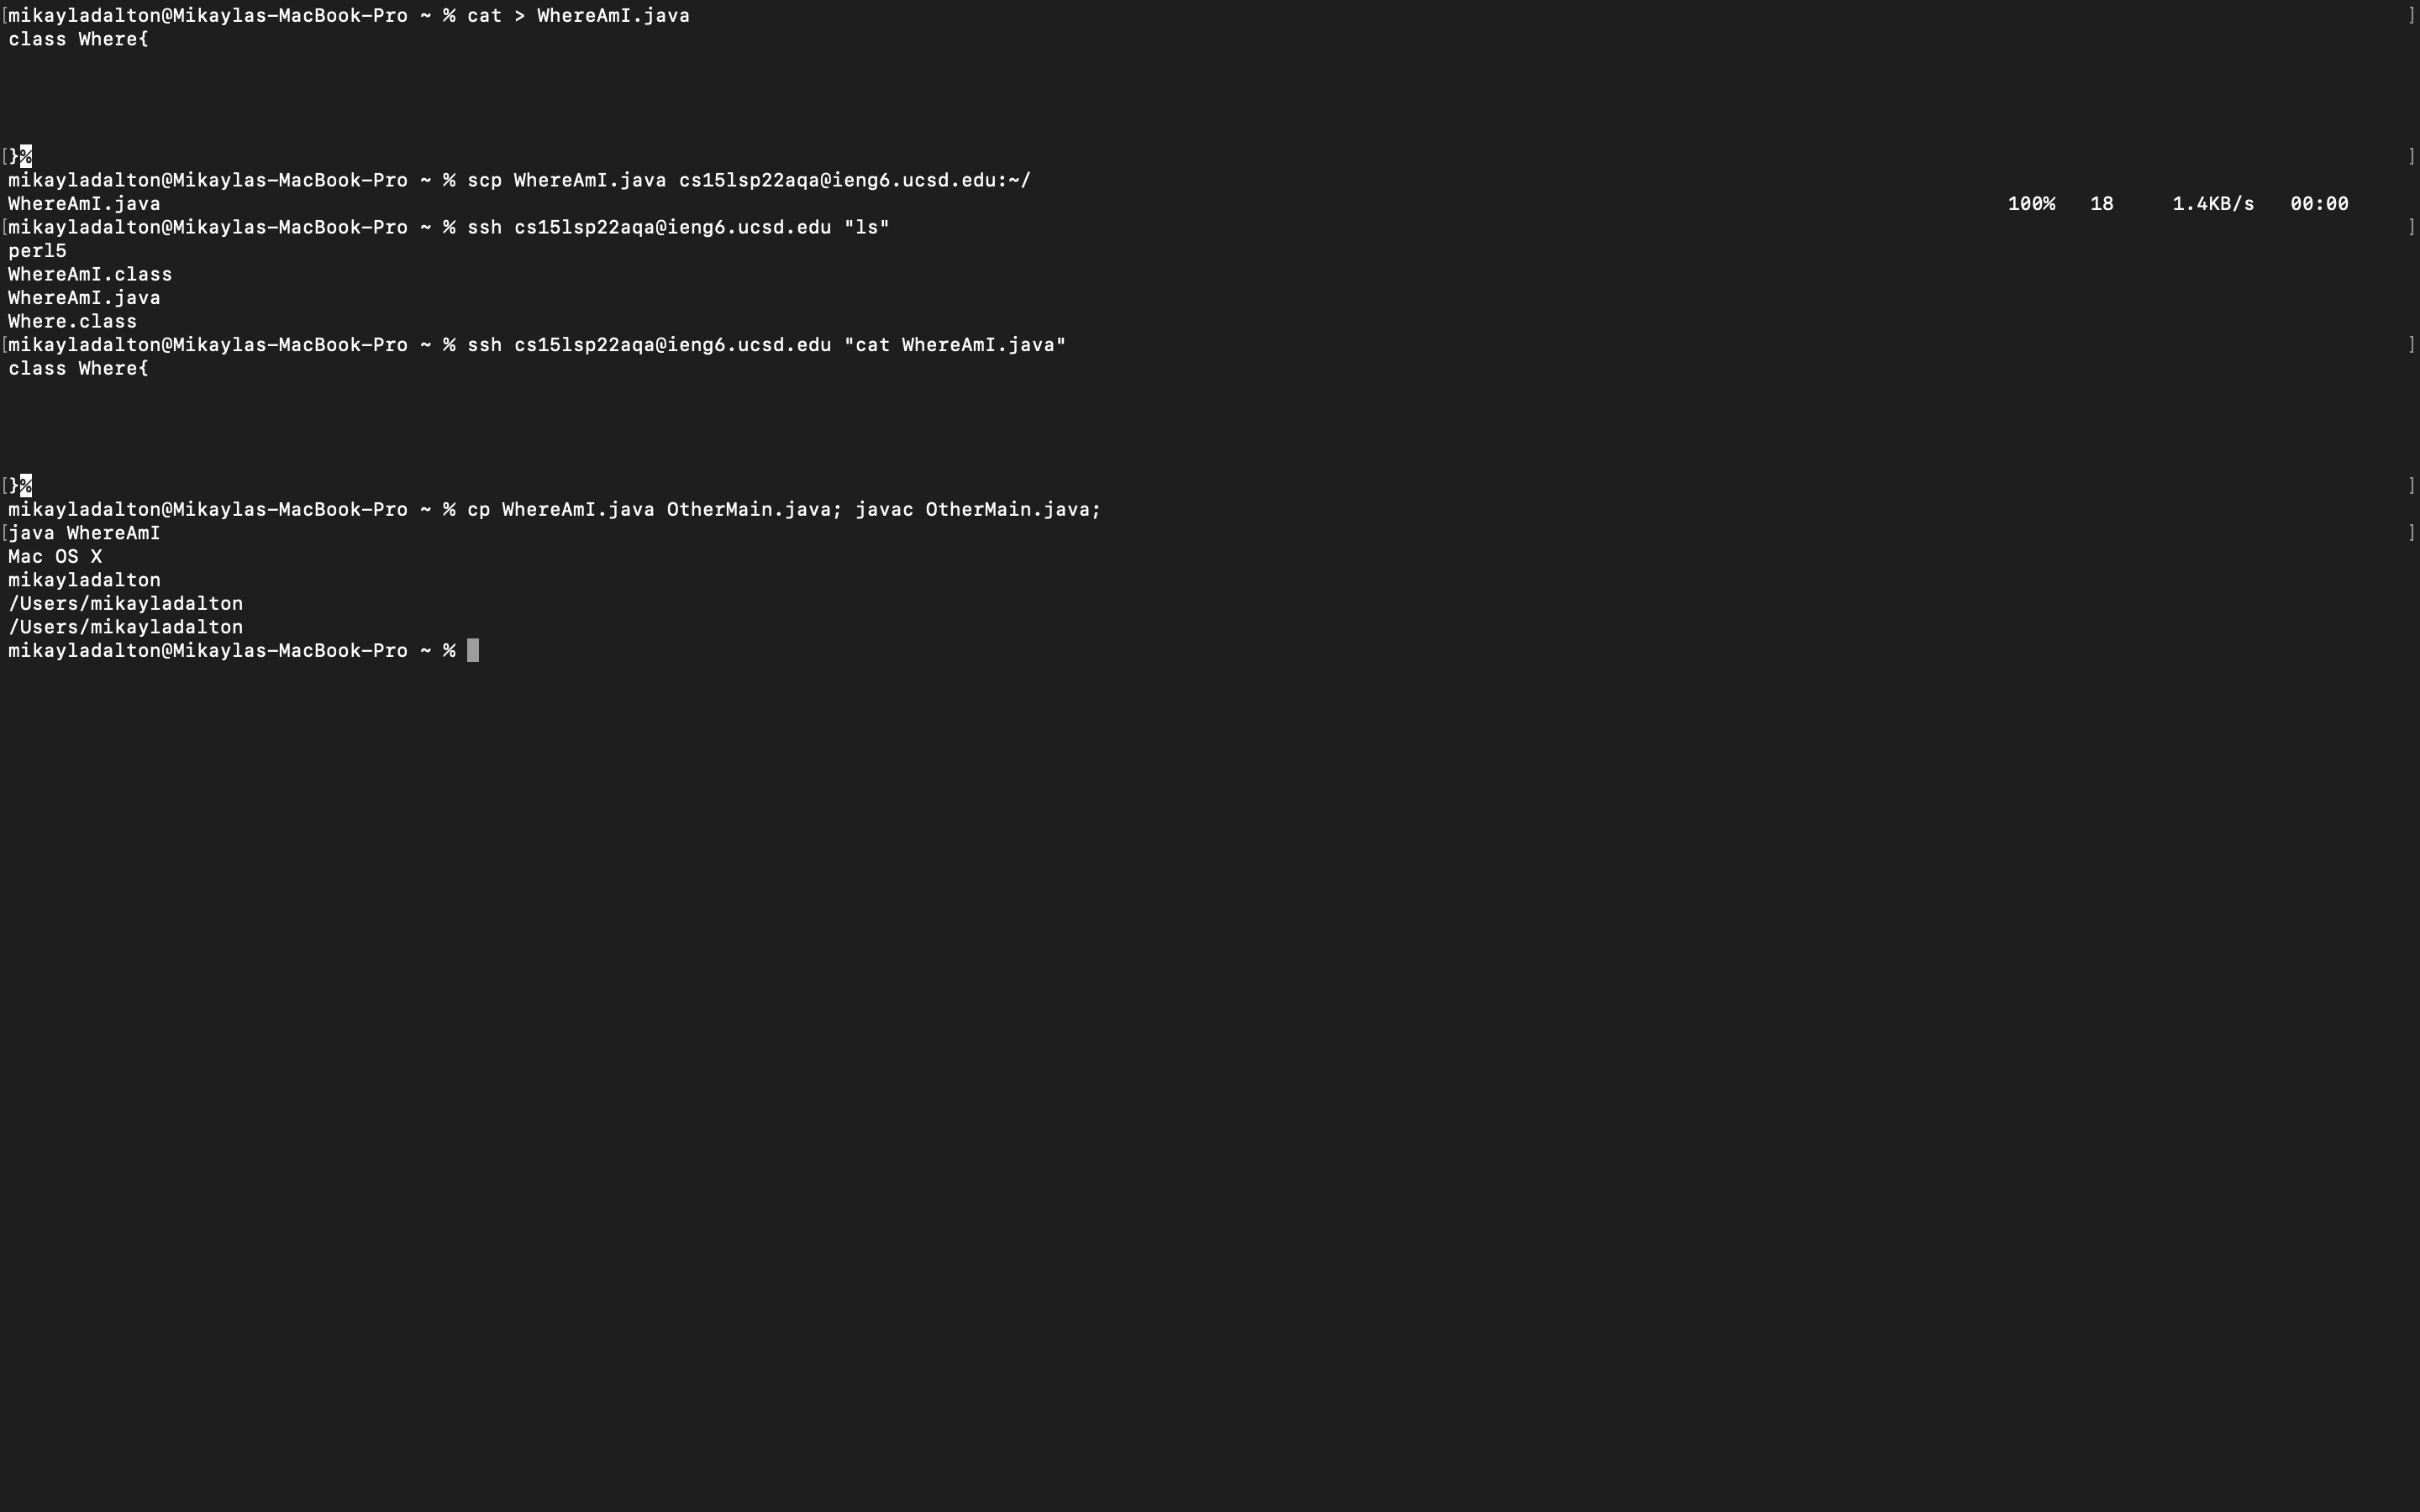 [mikayladalton@Mikaylas-MacBook-Pro ~ % cat > WhereAmI.java ]
class Where{
[}% ]
mikayladalton@Mikaylas-MacBook-Pro ~ % scp WhereAmI.java cs15lsp22aqa@ieng6.ucsd.edu:~/
WhereAmI.java 100% 18 1.4KB/s 00:00
[mikayladalton@Mikaylas-MacBook-Pro ~ % ssh cs15lsp22aqa@ieng6.ucsd.edu "ls" ]
perl5
WhereAmI.class
WhereAmI.java
Where.class
[mikayladalton@Mikaylas-MacBook-Pro ~ % ssh cs15lsp22aqa@ieng6.ucsd.edu "cat WhereAmI.java" ]
class Where{
[}% ]
mikayladalton@Mikaylas-MacBook-Pro ~ % cp WhereAmI.java OtherMain.java; javac OtherMain.java;
[java WhereAmI ]
Mac OS X
mikayladalton
/Users/mikayladalton
/Users/mikayladalton
mikayladalton@Mikaylas-MacBook-Pro ~ %